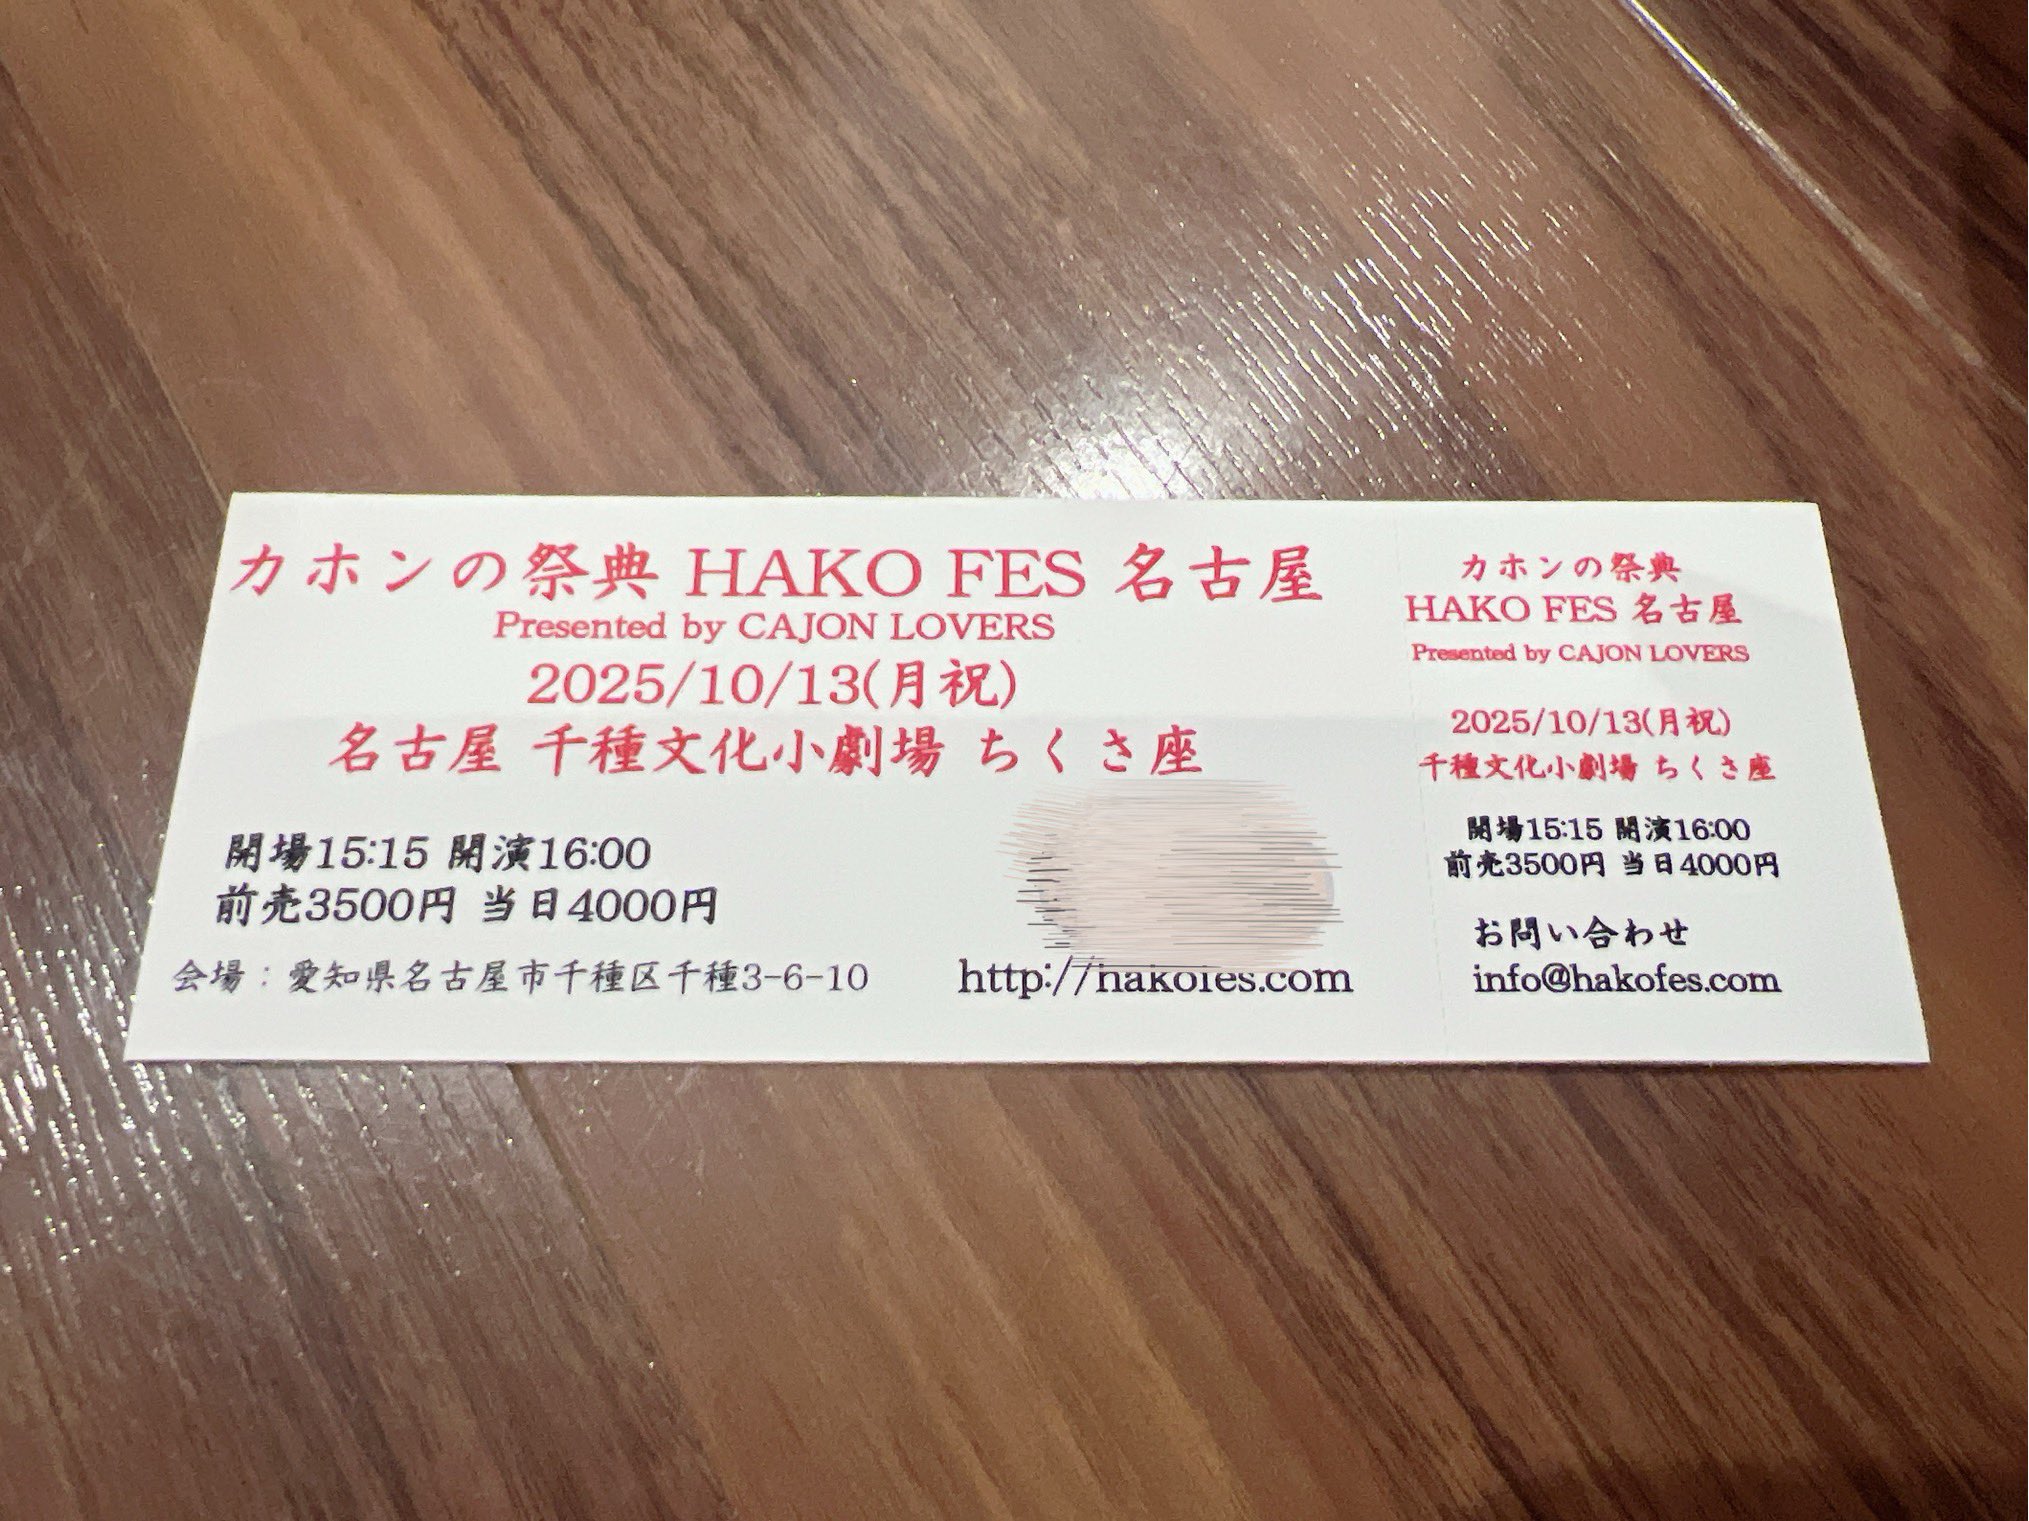 カホンの祭典 HAKO FES 名古屋
Presented by CAJON LOVERS
2025/10/13(月祝)
名古屋 千種文化小劇場 ちくさ座
開場15:15 開演16:00
前売3500円 当日4000円
会場：愛知県名古屋市千種区千種3-6-10
http://hakofes.com
カホンの祭典
HAKO FES 名古屋
Presented by CAJON LOVERS
2025/10/13(月祝)
千種文化小劇場 ちくさ座
開場15:15 開演16:00
前売3500円 当日4000円
お問い合わせ
info@hakofes.com